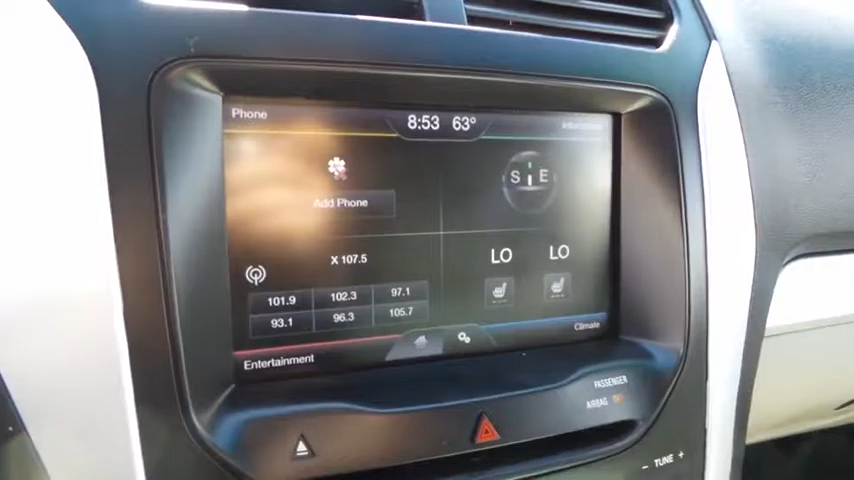 Phone 8:53 63° Information
Add Phone
S E
X 107.5
LO LO
101.9 102.3 97.1
93.1 96.3 105.7
Entertainment Climate
PASSENGER
AIRBAG
– TUNE +